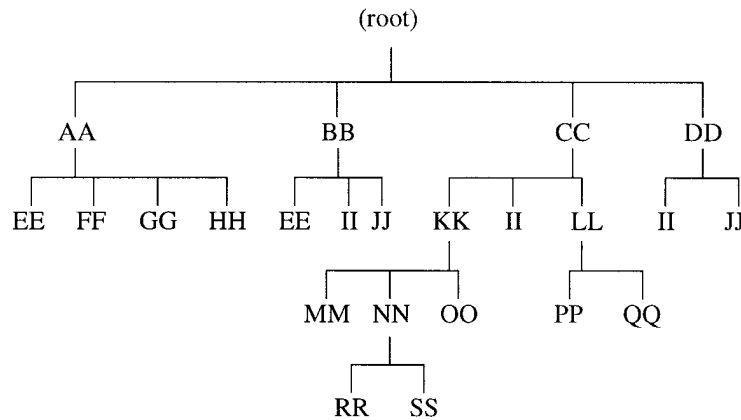 (root)
AA BB CC DD
EE FF GG HH EE II JJ KK II LL II JJ
MM NN OO PP QQ
RR SS